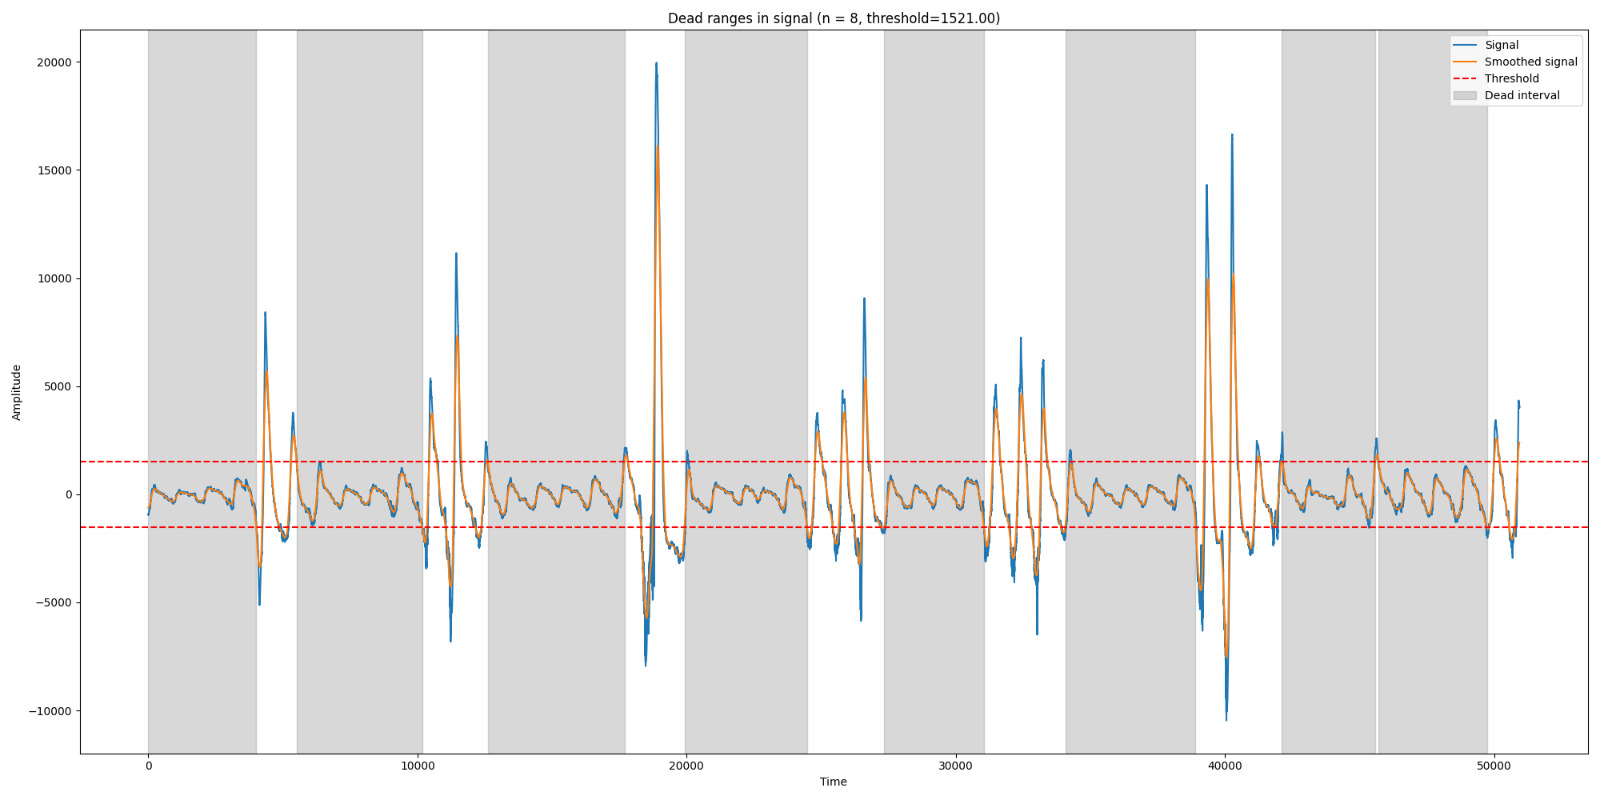 Dead ranges in signal (n = 8, threshold=1521.00)
Signal
Smoothed signal
Threshold
Dead interval
Amplitude
20000
15000
10000
5000
0
−5000
−10000
0
10000
20000
30000
40000
50000
Time